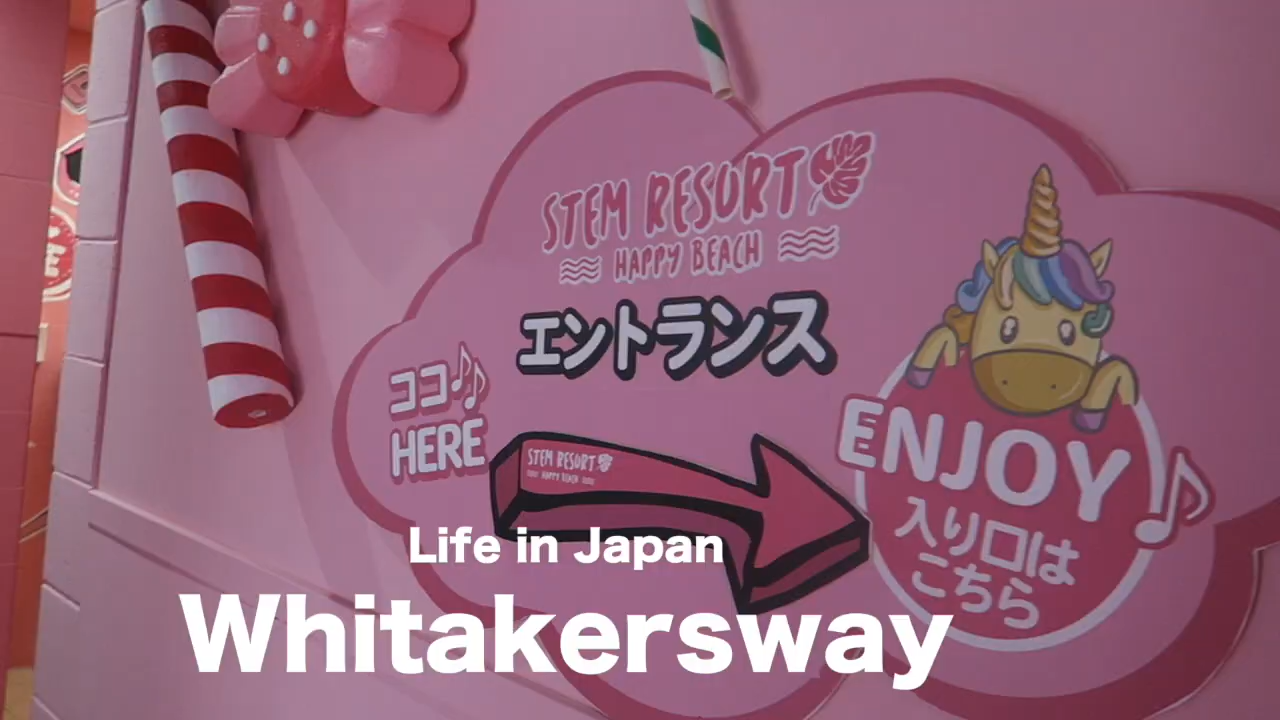 STEM RESORT
HAPPY BEACH
エントランス
ココ♪♪
HERE
STEM RESORT
HAPPY BEACH
ENJOY♪
入り口は
こちら
Life in Japan
Whitakersway